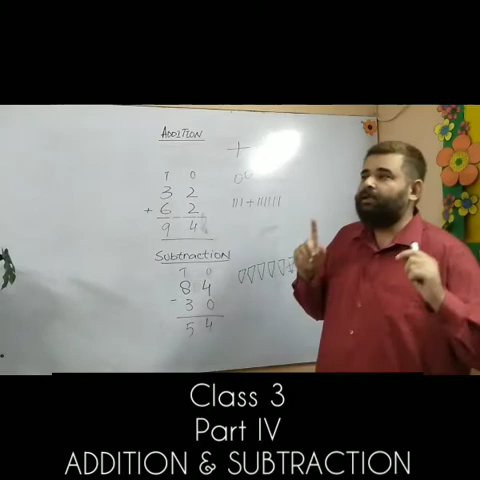 ADDITION
+
T O
3 2
+ 6 2
9 4
||| + ||||||
Subtraction
T O
8 4
- 3 0
5 4
Class 3
Part IV
ADDITION & SUBTRACTION